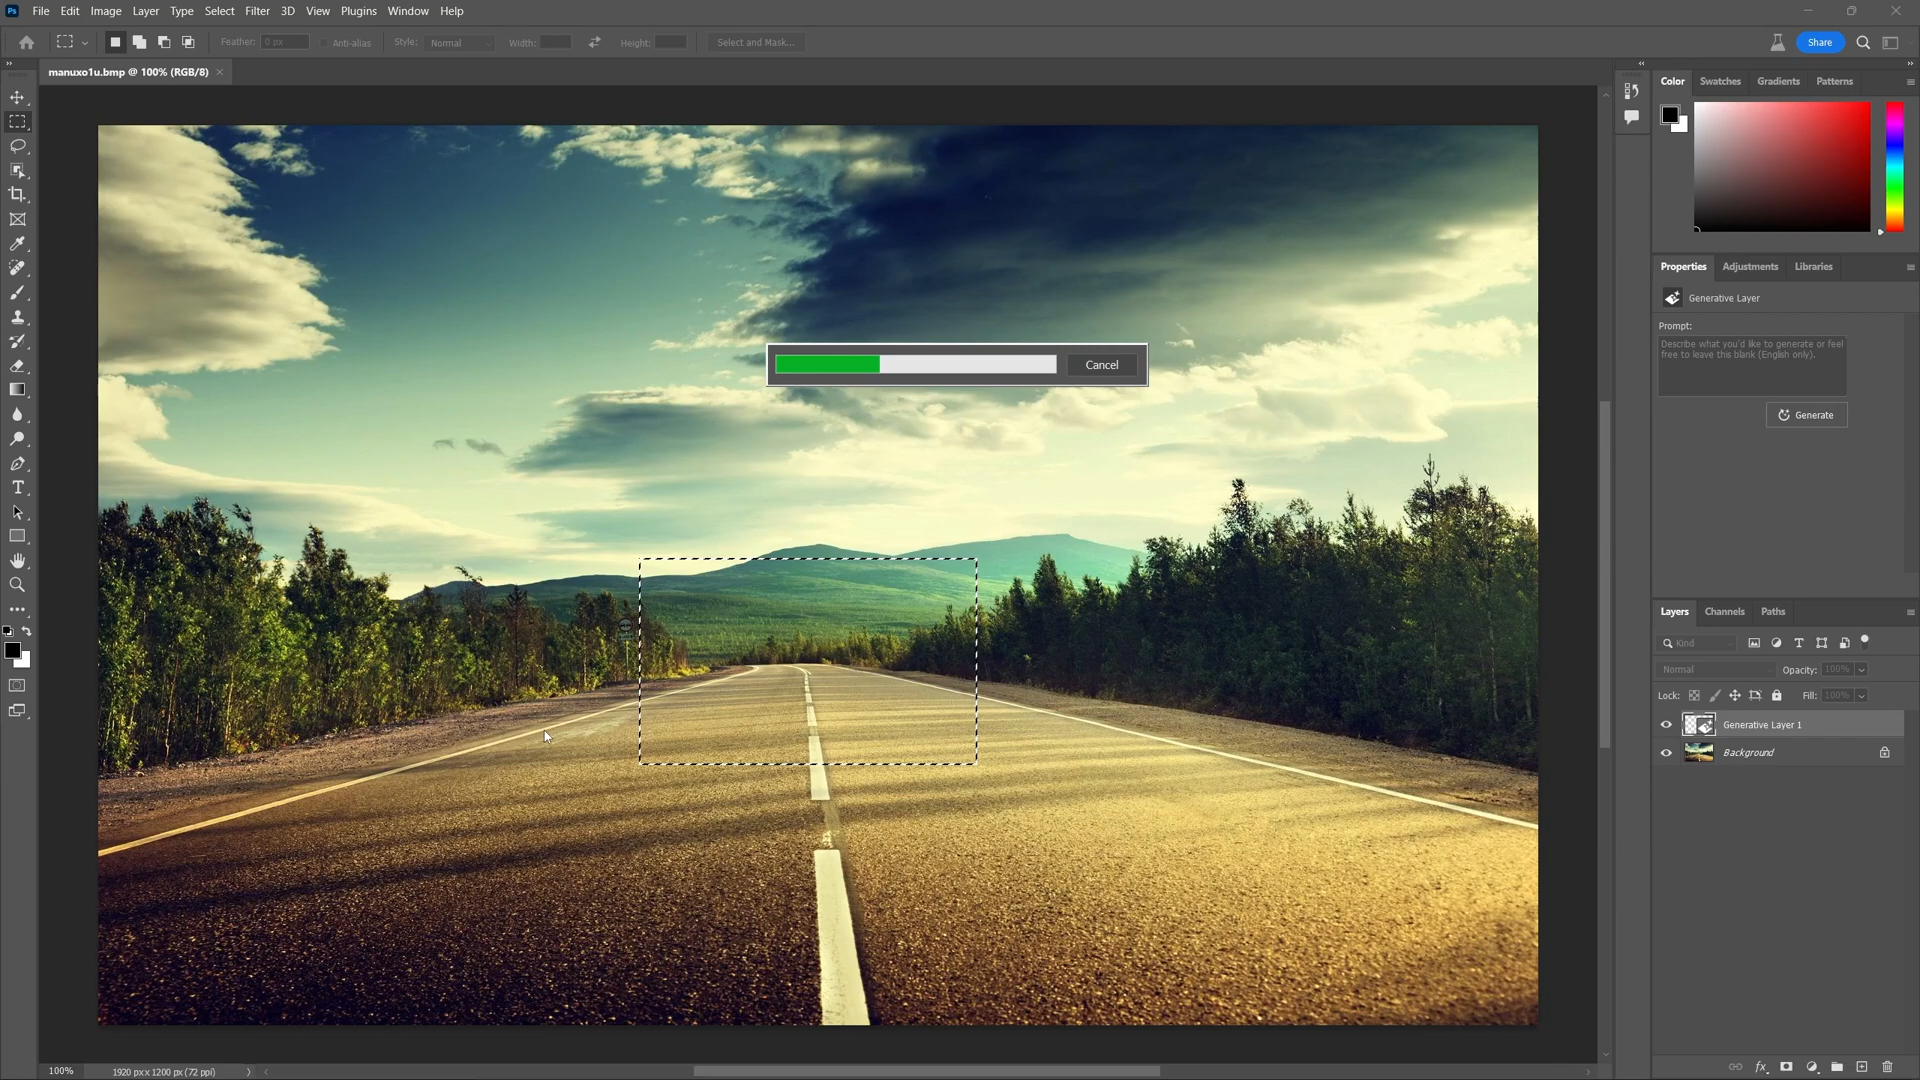 Ps File Edit Image Layer Type Select Filter 3D View Plugins Window Help
Feather: 0 px Anti-alias Style: Normal Width: Height: Select and Mask... Share
manuxo1u.bmp @ 100% (RGB/8)
Color Swatches Gradients Patterns
Properties Adjustments Libraries
Generative Layer
Prompt:
Describe what you'd like to generate or feel
free to leave this blank (English only).
Cancel
Generate
Layers Channels Paths
Kind
Normal Opacity: 100%
Lock: Fill: 100%
Generative Layer 1
Background
100% 1920 px x 1200 px (72 ppi)